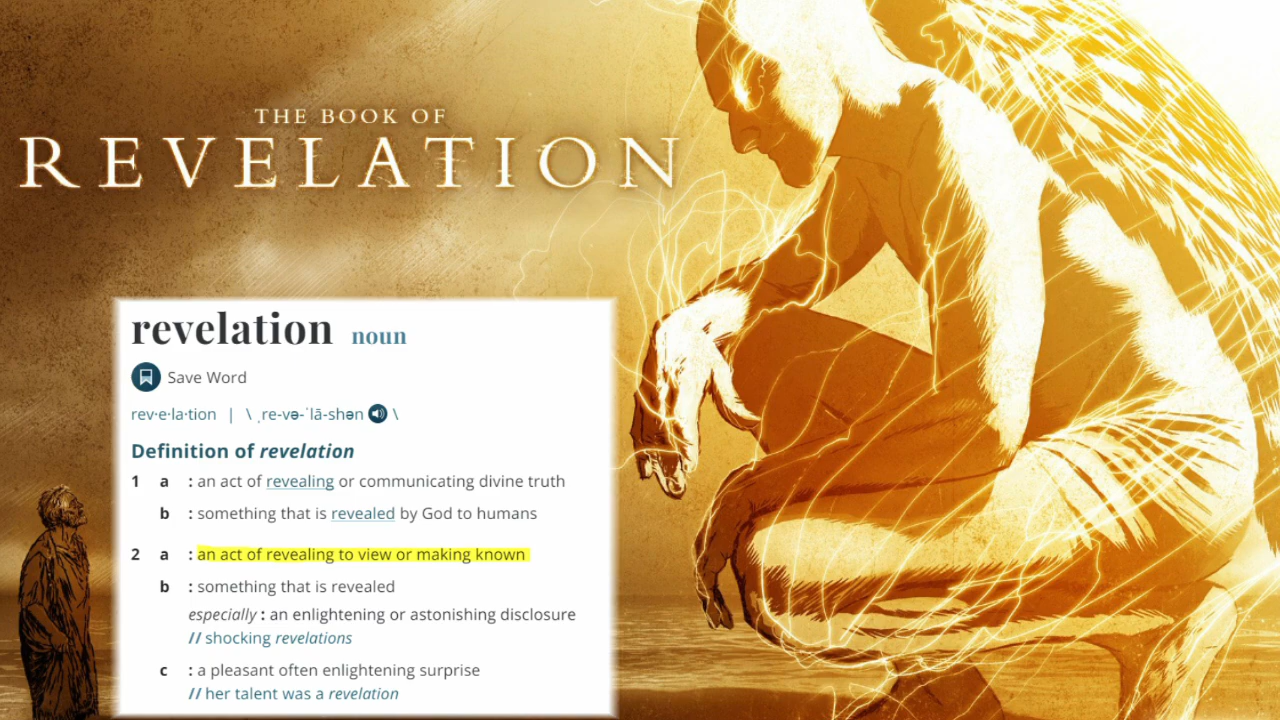 THE BOOK OF
REVELATION
revelation noun
Save Word
rev·e·la·tion | \ ˌre-və-ˈlā-shən \
Definition of revelation
1 a : an act of revealing or communicating divine truth
b : something that is revealed by God to humans
2 a : an act of revealing to view or making known
b : something that is revealed
especially : an enlightening or astonishing disclosure
// shocking revelations
c : a pleasant often enlightening surprise
// her talent was a revelation